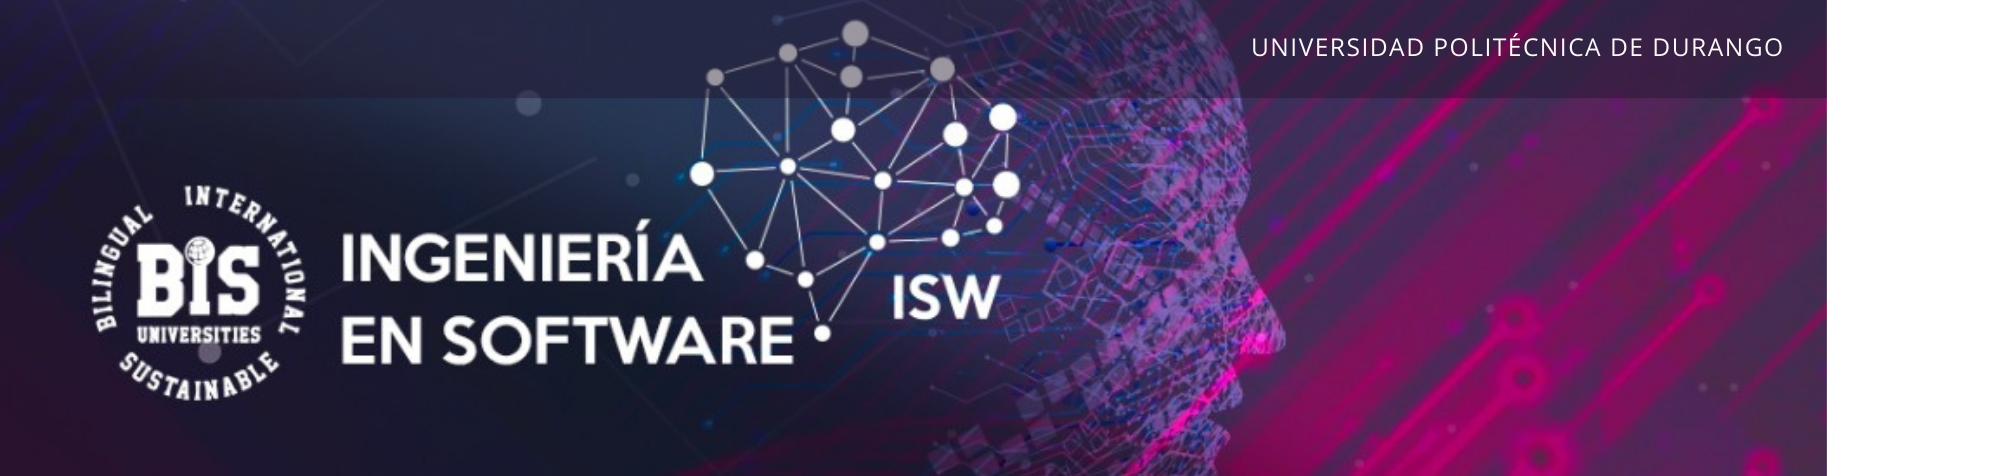 UNIVERSIDAD POLITÉCNICA DE DURANGO
BILINGUAL INTERNATIONAL
BIS
UNIVERSITIES
SUSTAINABLE
INGENIERÍA
EN SOFTWARE
ISW